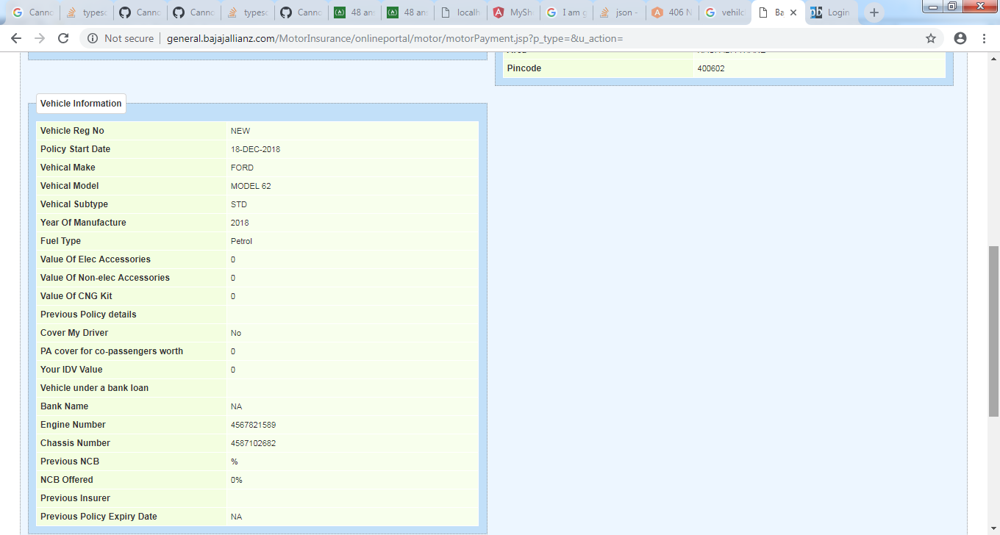 Canno typesc Canno Canno typesc Canno 48 ans 48 ans localh MySh I am g json - 406 N vehilc Ba Login
Not secure general.bajajallianz.com/MotorInsurance/onlineportal/motor/motorPayment.jsp?p_type=&u_action=
Pincode 400602
Vehicle Information
Vehicle Reg No NEW
Policy Start Date 18-DEC-2018
Vehical Make FORD
Vehical Model MODEL 62
Vehical Subtype STD
Year Of Manufacture 2018
Fuel Type Petrol
Value Of Elec Accessories 0
Value Of Non-elec Accessories 0
Value Of CNG Kit 0
Previous Policy details
Cover My Driver No
PA cover for co-passengers worth 0
Your IDV Value 0
Vehicle under a bank loan
Bank Name NA
Engine Number 4567821589
Chassis Number 4587102682
Previous NCB %
NCB Offered 0%
Previous Insurer
Previous Policy Expiry Date NA